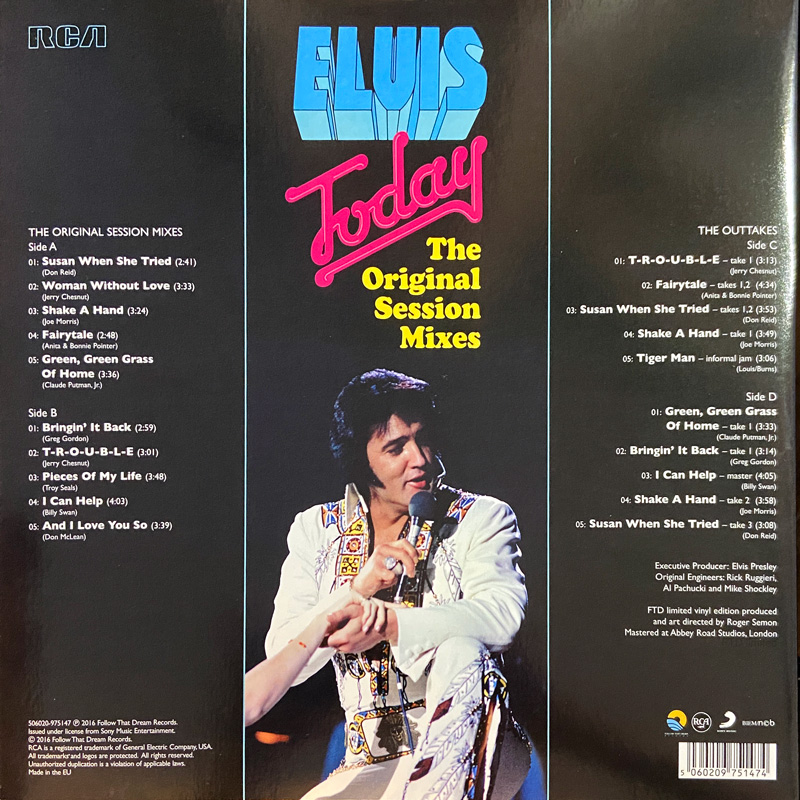 RCA
ELVIS
Today
The
Original
Session
Mixes
THE ORIGINAL SESSION MIXES
Side A
01: Susan When She Tried (2:41)
(Don Reid)
02: Woman Without Love (3:33)
(Jerry Chesnut)
03: Shake A Hand (3:24)
(Joe Morris)
04: Fairytale (2:48)
(Anita & Bonnie Pointer)
05: Green, Green Grass
Of Home (3:36)
(Claude Putman, Jr.)
Side B
01: Bringin' It Back (2:59)
(Greg Gordon)
02: T-R-O-U-B-L-E (3:01)
(Jerry Chesnut)
03: Pieces Of My Life (3:48)
(Troy Seals)
04: I Can Help (4:03)
(Billy Swan)
05: And I Love You So (3:39)
(Don McLean)
THE OUTTAKES
Side C
01: T-R-O-U-B-L-E – take 1 (3:13)
(Jerry Chesnut)
02: Fairytale – takes 1,2 (4:34)
(Anita & Bonnie Pointer)
03: Susan When She Tried – takes 1,2 (3:53)
(Don Reid)
04: Shake A Hand – take 1 (3:49)
(Joe Morris)
05: Tiger Man – informal jam (3:06)
(Louis/Burns)
Side D
01: Green, Green Grass
Of Home – take 1 (3:33)
(Claude Putman, Jr.)
02: Bringin' It Back – take 1 (3:14)
(Greg Gordon)
03: I Can Help – master (4:05)
(Billy Swan)
04: Shake A Hand – take 2 (3:58)
(Joe Morris)
05: Susan When She Tried – take 3 (3:08)
(Don Reid)
Executive Producer: Elvis Presley
Original Engineers: Rick Ruggieri,
Al Pachucki and Mike Shockley
FTD limited vinyl edition produced
and art directed by Roger Semon
Mastered at Abbey Road Studios, London
506020-975147 ℗ 2016 Follow That Dream Records.
Issued under license from Sony Music Entertainment.
© 2016 Follow That Dream Records.
RCA is a registered trademark of General Electric Company, USA.
All trademarks and logos are protected. All rights reserved.
Unauthorized duplication is a violation of applicable laws.
Made in the EU
RCA
BIEM/ncb
5 060209 751474